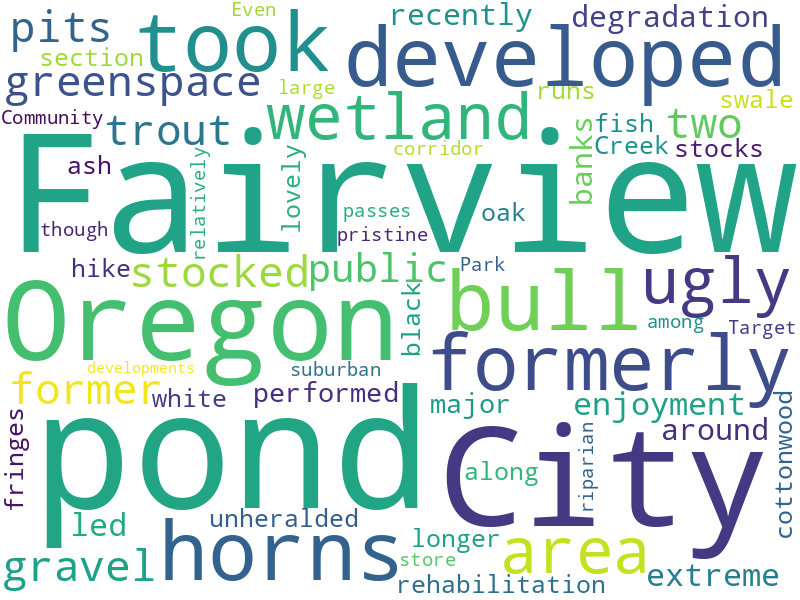 Even
recently
degradation
pits
took
developed
section
greenspace
large
runs
swale
Community
trout
wetland
fish
two
banks
Creek
stocks
corridor
ash
Fairview
relatively
lovely
passes
oak
though
pristine
hike
stocked
public
Park
ugly
Oregon
black
bull
among
Target
developments
suburban
formerly
former
white
performed
major
enjoyment
cottonwood
fringes
pond
City
around
along
riparian
led
unheralded
horns
longer
area
gravel
store
rehabilitation
extreme